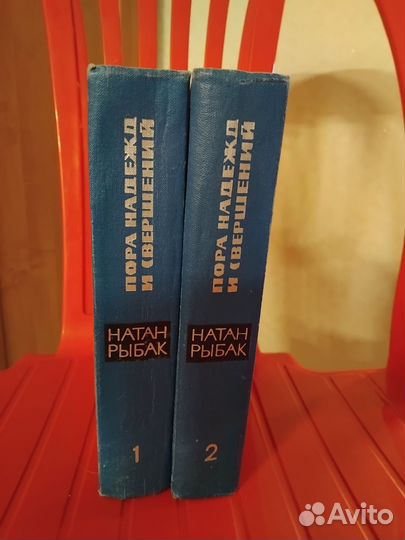 ПОРА НАДЕЖД
И СВЕРШЕНИЙ
НАТАН
РЫБАК
1
ПОРА НАДЕЖД
И СВЕРШЕНИЙ
НАТАН
РЫБАК
2
Avito